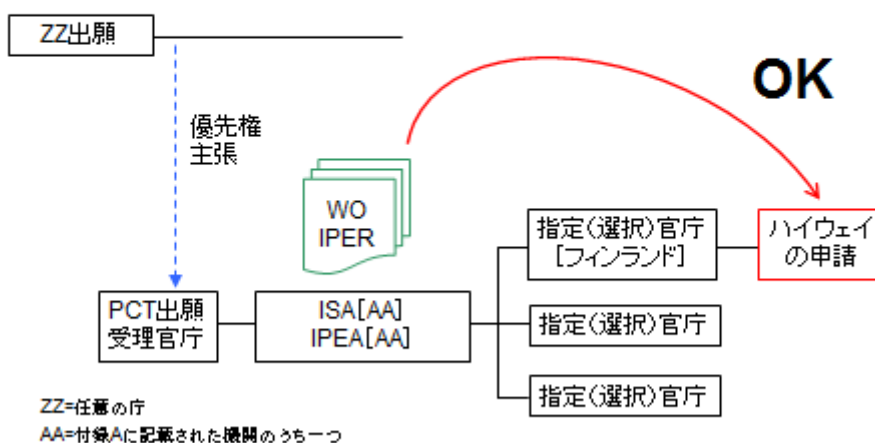 ZZ出願
OK
優先権
主張
WO
IPER
指定(選択)官庁
[フィンランド]
ハイウェイ
の申請
PCT出願
受理官庁
ISA[AA]
IPEA[AA]
指定(選択)官庁
指定(選択)官庁
ZZ=任意の庁
AA=付録Aに記載された機関のうち一つ